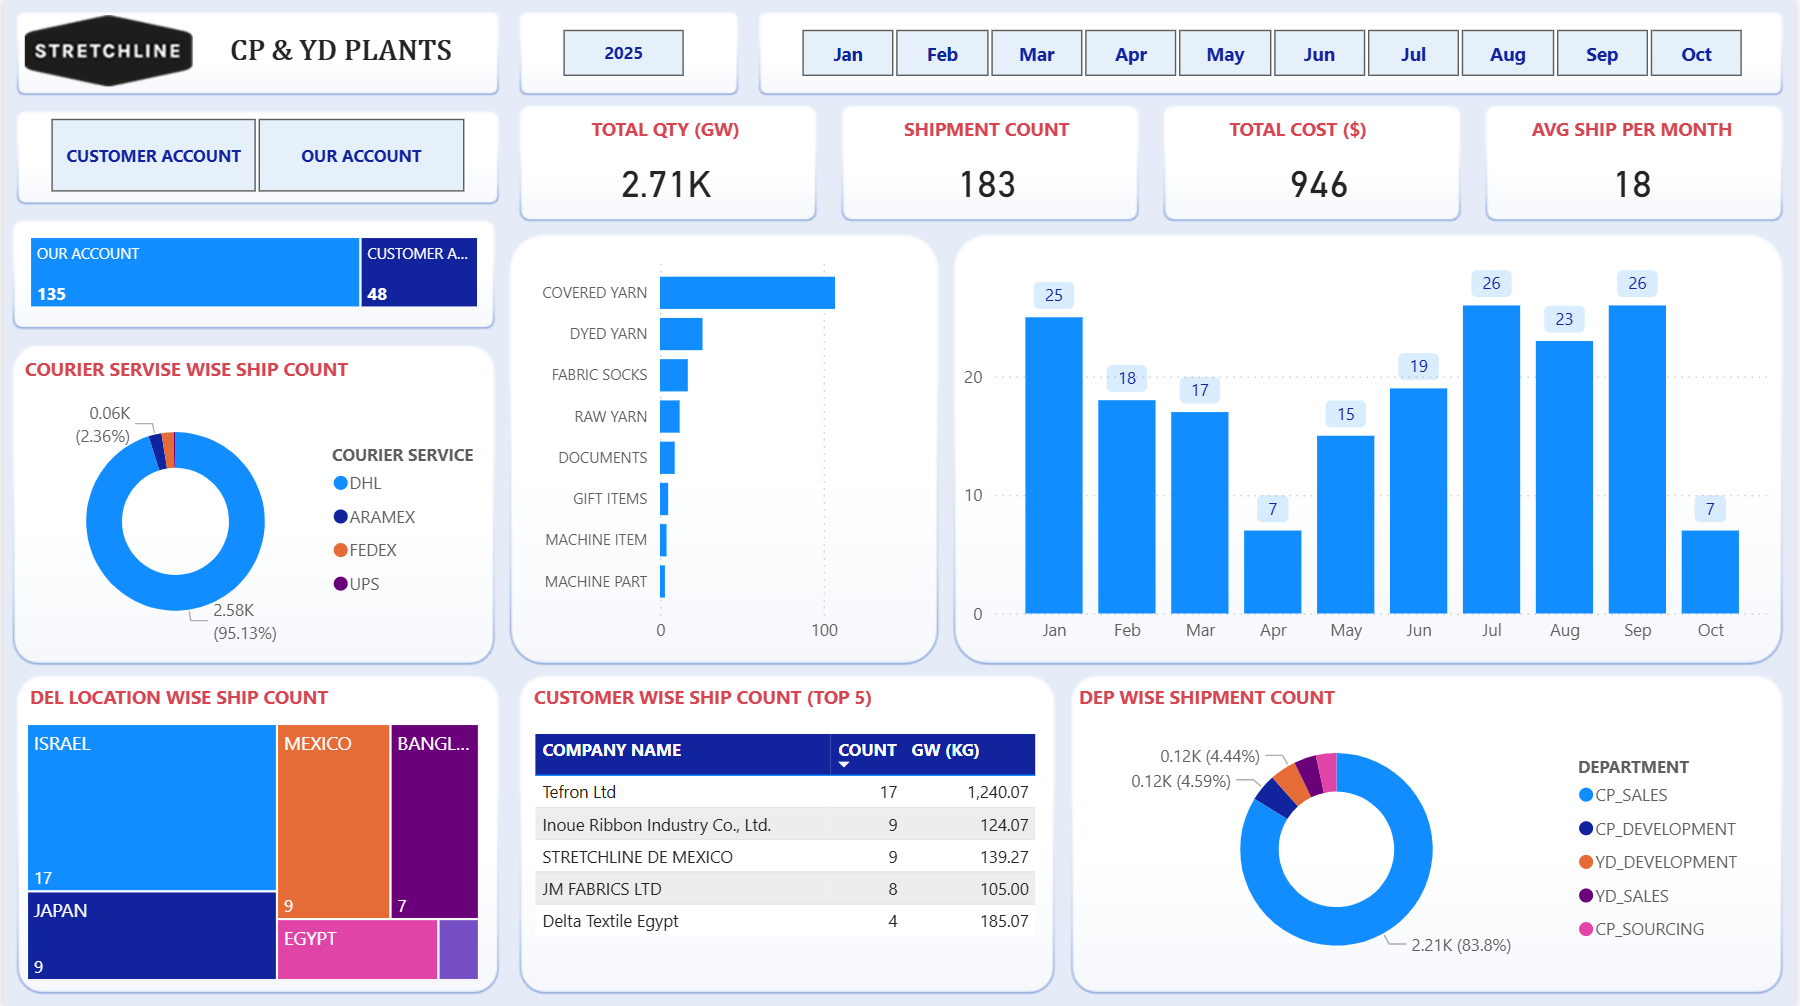 STRETCHLINE
CP & YD PLANTS
2025
Jan
Feb
Mar
Apr
May
Jun
Jul
Aug
Sep
Oct
CUSTOMER ACCOUNT
OUR ACCOUNT
TOTAL QTY (GW)
2.71K
SHIPMENT COUNT
183
TOTAL COST ($)
946
AVG SHIP PER MONTH
18
OUR ACCOUNT
135
CUSTOMER A...
48
COURIER SERVISE WISE SHIP COUNT
0.06K
(2.36%)
2.58K
(95.13%)
COURIER SERVICE
DHL
ARAMEX
FEDEX
UPS
COVERED YARN
DYED YARN
FABRIC SOCKS
RAW YARN
DOCUMENTS
GIFT ITEMS
MACHINE ITEM
MACHINE PART
0
100
20
10
0
25
18
17
7
15
19
26
23
26
7
Jan
Feb
Mar
Apr
May
Jun
Jul
Aug
Sep
Oct
DEL LOCATION WISE SHIP COUNT
ISRAEL
17
JAPAN
9
MEXICO
9
BANGL...
7
EGYPT
CUSTOMER WISE SHIP COUNT (TOP 5)
COMPANY NAME COUNT GW (KG)
Tefron Ltd 17 1,240.07
Inoue Ribbon Industry Co., Ltd. 9 124.07
STRETCHLINE DE MEXICO 9 139.27
JM FABRICS LTD 8 105.00
Delta Textile Egypt 4 185.07
DEP WISE SHIPMENT COUNT
0.12K (4.44%)
0.12K (4.59%)
2.21K (83.8%)
DEPARTMENT
CP_SALES
CP_DEVELOPMENT
YD_DEVELOPMENT
YD_SALES
CP_SOURCING